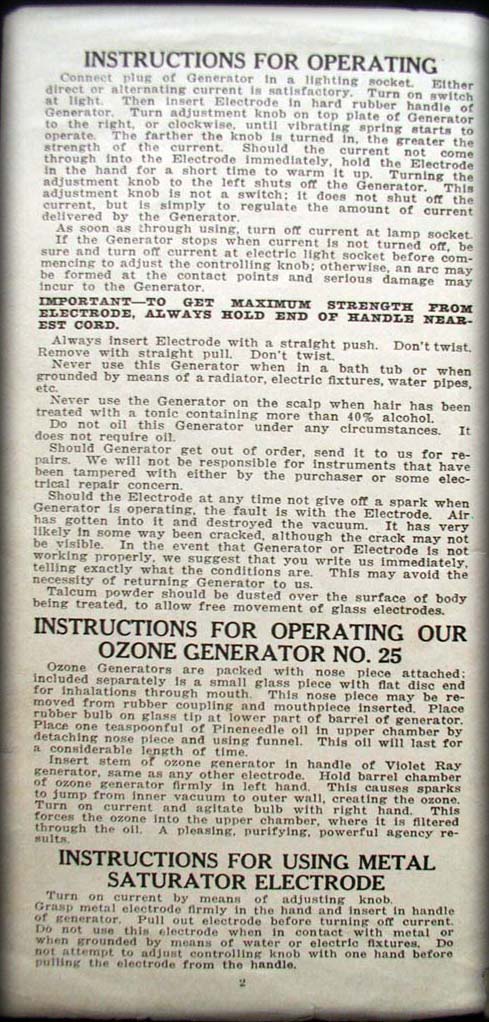 INSTRUCTIONS FOR OPERATING
Connect plug of Generator in a lighting socket. Either
direct or alternating current is satisfactory. Turn on switch
at light. Then insert Electrode in hard rubber handle of
Generator. Turn adjustment knob on top plate of Generator
to the right, or clockwise, until vibrating spring starts to
operate. The farther the knob is turned in, the greater the
strength of the current. Should the current not come
through into the Electrode immediately, hold the Electrode
in the hand for a short time to warm it up. Turning the
adjustment knob to the left shuts off the Generator. This
adjustment knob is not a switch; it does not shut off the
current, but is simply to regulate the amount of current
delivered by the Generator.
As soon as through using, turn off current at lamp socket.
If the Generator stops when current is not turned off, be
sure and turn off current at electric light socket before com-
mencing to adjust the controlling knob; otherwise, an arc may
be formed at the contact points and serious damage may
incur to the Generator.
IMPORTANT—TO GET MAXIMUM STRENGTH FROM
ELECTRODE, ALWAYS HOLD END OF HANDLE NEAR-
EST CORD.
Always insert Electrode with a straight push. Don't twist.
Remove with straight pull. Don't twist.
Never use this Generator when in a bath tub or when
grounded by means of a radiator, electric fixtures, water pipes,
etc.
Never use the Generator on the scalp when hair has been
treated with a tonic containing more than 40% alcohol.
Do not oil this Generator under any circumstances. It
does not require oil.
Should Generator get out of order, send it to us for re-
pairs. We will not be responsible for instruments that have
been tampered with either by the purchaser or some elec-
trical repair concern.
Should the Electrode at any time not give off a spark when
Generator is operating, the fault is with the Electrode. Air
has gotten into it and destroyed the vacuum. It has very
likely in some way been cracked, although the crack may not
be visible. In the event that Generator or Electrode is not
working properly, we suggest that you write us immediately,
telling exactly what the conditions are. This may avoid the
necessity of returning Generator to us.
Talcum powder should be dusted over the surface of body
being treated, to allow free movement of glass electrodes.
INSTRUCTIONS FOR OPERATING OUR
OZONE GENERATOR NO. 25
Ozone Generators are packed with nose piece attached;
included separately is a small glass piece with flat disc end
for inhalations through mouth. This nose piece may be re-
moved from rubber coupling and mouthpiece inserted. Place
rubber bulb on glass tip at lower part of barrel of generator.
Place one teaspoonful of Pineneedle oil in upper chamber by
detaching nose piece and using funnel. This oil will last for
a considerable length of time.
Insert stem of ozone generator in handle of Violet Ray
generator, same as any other electrode. Hold barrel chamber
of ozone generator firmly in left hand. This causes sparks
to jump from inner vacuum to outer wall, creating the ozone.
Turn on current and agitate bulb with right hand. This
forces the ozone into the upper chamber, where it is filtered
through the oil. A pleasing, purifying, powerful agency re-
sults.
INSTRUCTIONS FOR USING METAL
SATURATOR ELECTRODE
Turn on current by means of adjusting knob.
Grasp metal electrode firmly in the hand and insert in handle
of generator. Pull out electrode before turning off current.
Do not use this electrode when in contact with metal or
when grounded by means of water or electric fixtures. Do
not attempt to adjust controlling knob with one hand before
pulling the electrode from the handle.
2